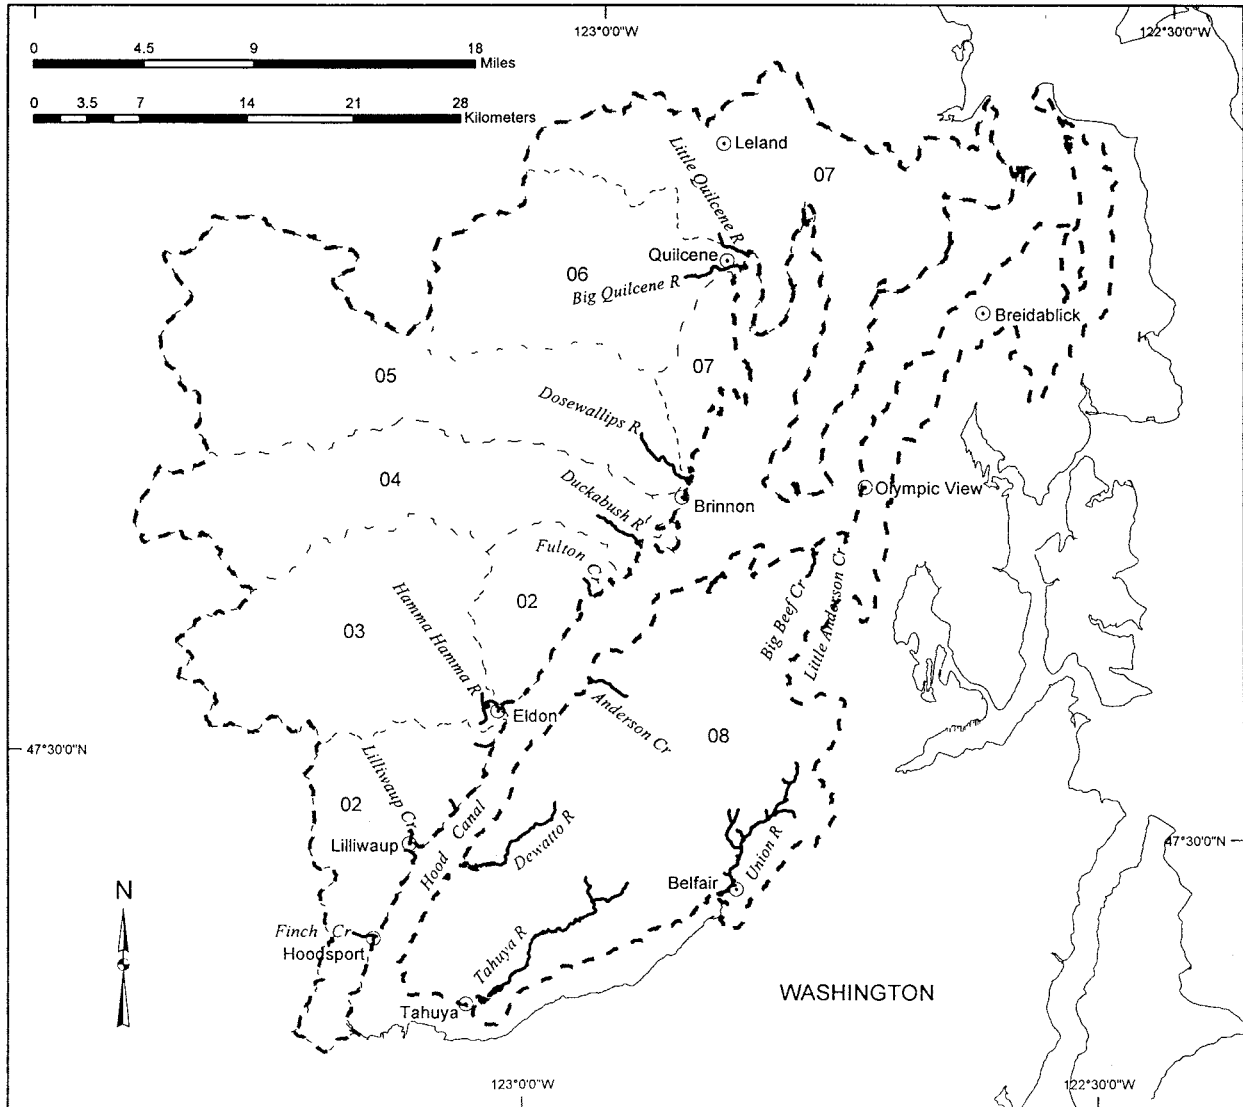 123°0'0"W
122°30'0"W
0 4.5 9 18
Miles
0 3.5 7 14 21 28
Kilometers
Leland
Little Quilcene R
07
Quilcene
06
Big Quilcene R
Breidablick
07
05
Dosewallips R
04
Duckabush R
Brinnon
Olympic View
Fulton Cr
02
Hamma Hamma R
03
Big Beef Cr
Little Anderson Cr
Eldon
Anderson Cr
08
47°30'0"N
Lilliwaup Cr
02
Hood Canal
Lilliwaup
Dewatto R
47°30'0"N
Union R
Belfair
N
Finch Cr
Hoodsport
Tahuya R
WASHINGTON
Tahuya
123°0'0"W
122°30'0"W